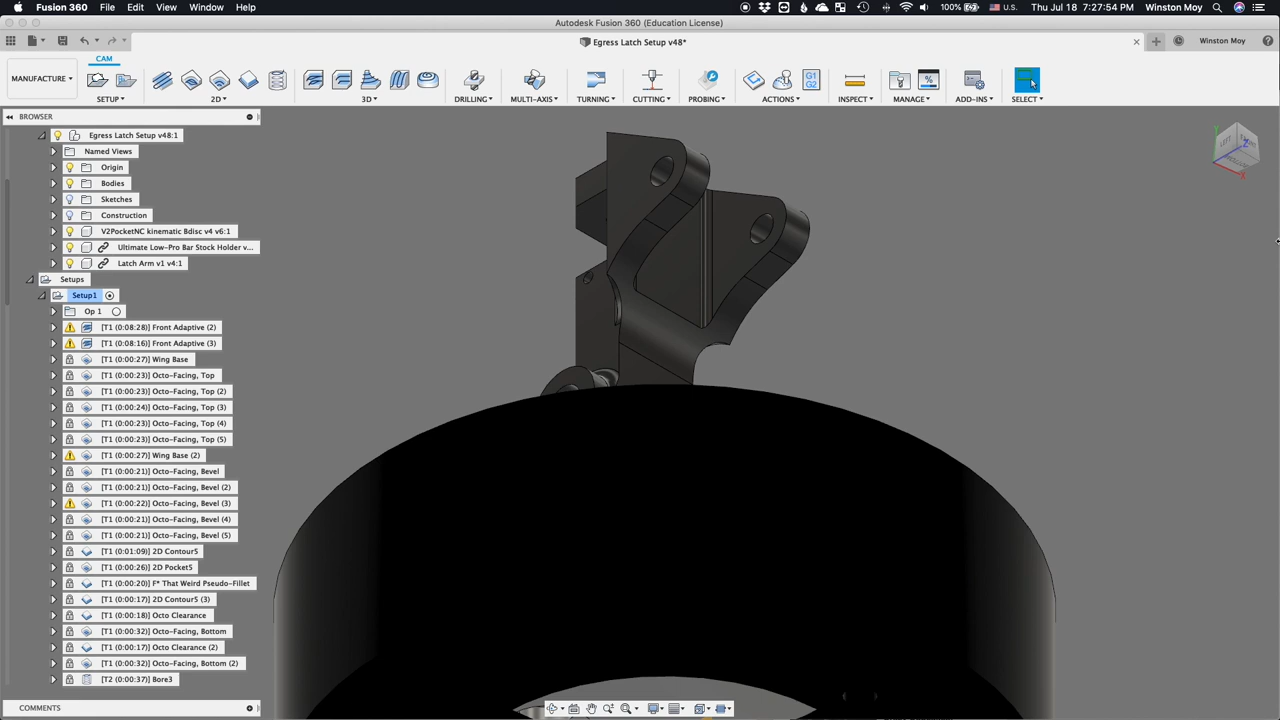 Fusion 360 File Edit View Window Help 100% U.S. Thu Jul 18 7:27:54 PM Winston Moy
Autodesk Fusion 360 (Education License)
Egress Latch Setup v48* Winston Moy
CAM
MANUFACTURE
SETUP 2D 3D DRILLING MULTI-AXIS TURNING CUTTING PROBING G1 G2 ACTIONS INSPECT MANAGE ADD-INS SELECT
BROWSER
Egress Latch Setup v48:1
Named Views
Origin
Bodies
Sketches
Construction
V2PocketNC kinematic Bdisc v4 v6:1
Ultimate Low-Pro Bar Stock Holder v...
Latch Arm v1 v4:1
Setups
Setup1
Op 1
[T1 (0:08:28)] Front Adaptive (2)
[T1 (0:08:16)] Front Adaptive (3)
[T1 (0:00:27)] Wing Base
[T1 (0:00:23)] Octo-Facing, Top
[T1 (0:00:23)] Octo-Facing, Top (2)
[T1 (0:00:24)] Octo-Facing, Top (3)
[T1 (0:00:23)] Octo-Facing, Top (4)
[T1 (0:00:23)] Octo-Facing, Top (5)
[T1 (0:00:27)] Wing Base (2)
[T1 (0:00:21)] Octo-Facing, Bevel
[T1 (0:00:21)] Octo-Facing, Bevel (2)
[T1 (0:00:22)] Octo-Facing, Bevel (3)
[T1 (0:00:21)] Octo-Facing, Bevel (4)
[T1 (0:00:21)] Octo-Facing, Bevel (5)
[T1 (0:01:09)] 2D Contour5
[T1 (0:00:26)] 2D Pocket5
[T1 (0:00:20)] F* That Weird Pseudo-Fillet
[T1 (0:00:17)] 2D Contour5 (3)
[T1 (0:00:18)] Octo Clearance
[T1 (0:00:32)] Octo-Facing, Bottom
[T1 (0:00:17)] Octo Clearance (2)
[T1 (0:00:32)] Octo-Facing, Bottom (2)
[T2 (0:00:37)] Bore3
COMMENTS
LEFT
Z
Y
X